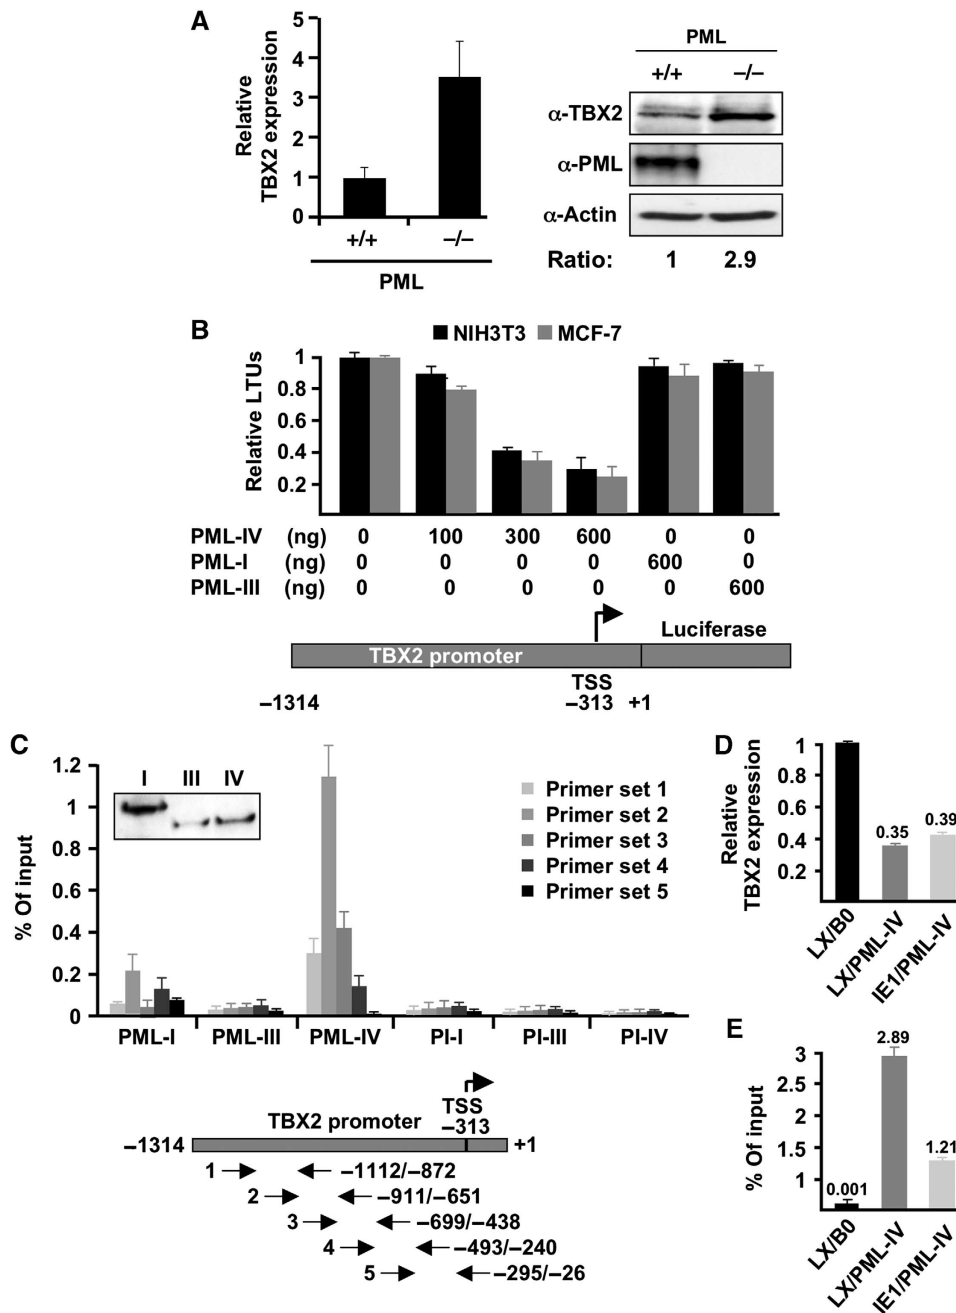 A
Relative
TBX2 expression
5
4
3
2
1
0
+/+
–/–
PML
PML
+/+
–/–
α-TBX2
α-PML
α-Actin
Ratio: 1 2.9
B
NIH3T3 MCF-7
Relative LTUs
1
0.8
0.6
0.4
0.2
PML-IV (ng) 0 100 300 600 0 0
PML-I (ng) 0 0 0 0 600 0
PML-III (ng) 0 0 0 0 0 600
Luciferase
TBX2 promoter
TSS
–1314 –313 +1
C
% Of input
1.2
1
0.8
0.6
0.4
0.2
0
I III IV
Primer set 1
Primer set 2
Primer set 3
Primer set 4
Primer set 5
PML-I PML-III PML-IV PI-I PI-III PI-IV
TSS
TBX2 promoter –313
–1314 +1
1 –1112/–872
2 –911/–651
3 –699/–438
4 –493/–240
5 –295/–26
D
Relative
TBX2 expression
1
0.8
0.6
0.4
0.2
0.35
0.39
LX/B0
LX/PML-IV
IE1/PML-IV
E
% Of input
3
2.5
2
1.5
1
0.001
2.89
1.21
LX/B0
LX/PML-IV
IE1/PML-IV